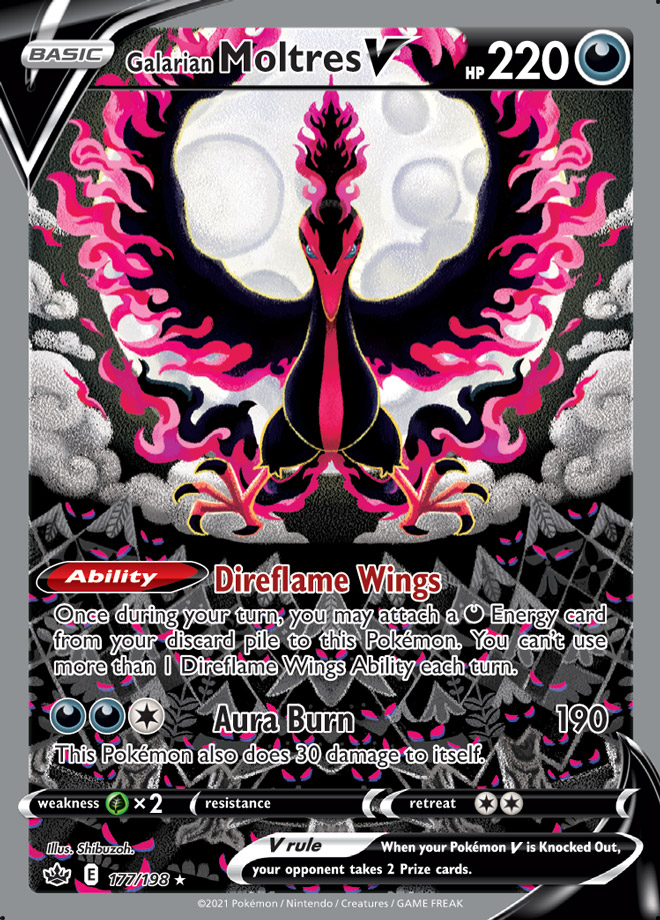 BASIC Galarian Moltres V HP 220
Ability Direflame Wings
Once during your turn, you may attach a Energy card
from your discard pile to this Pokémon. You can't use
more than 1 Direflame Wings Ability each turn.
Aura Burn 190
This Pokémon also does 30 damage to itself.
weakness ×2 resistance retreat
Illus. Shibuzoh.
V rule When your Pokémon V is Knocked Out,
your opponent takes 2 Prize cards.
E 177/198
©2021 Pokémon / Nintendo / Creatures / GAME FREAK